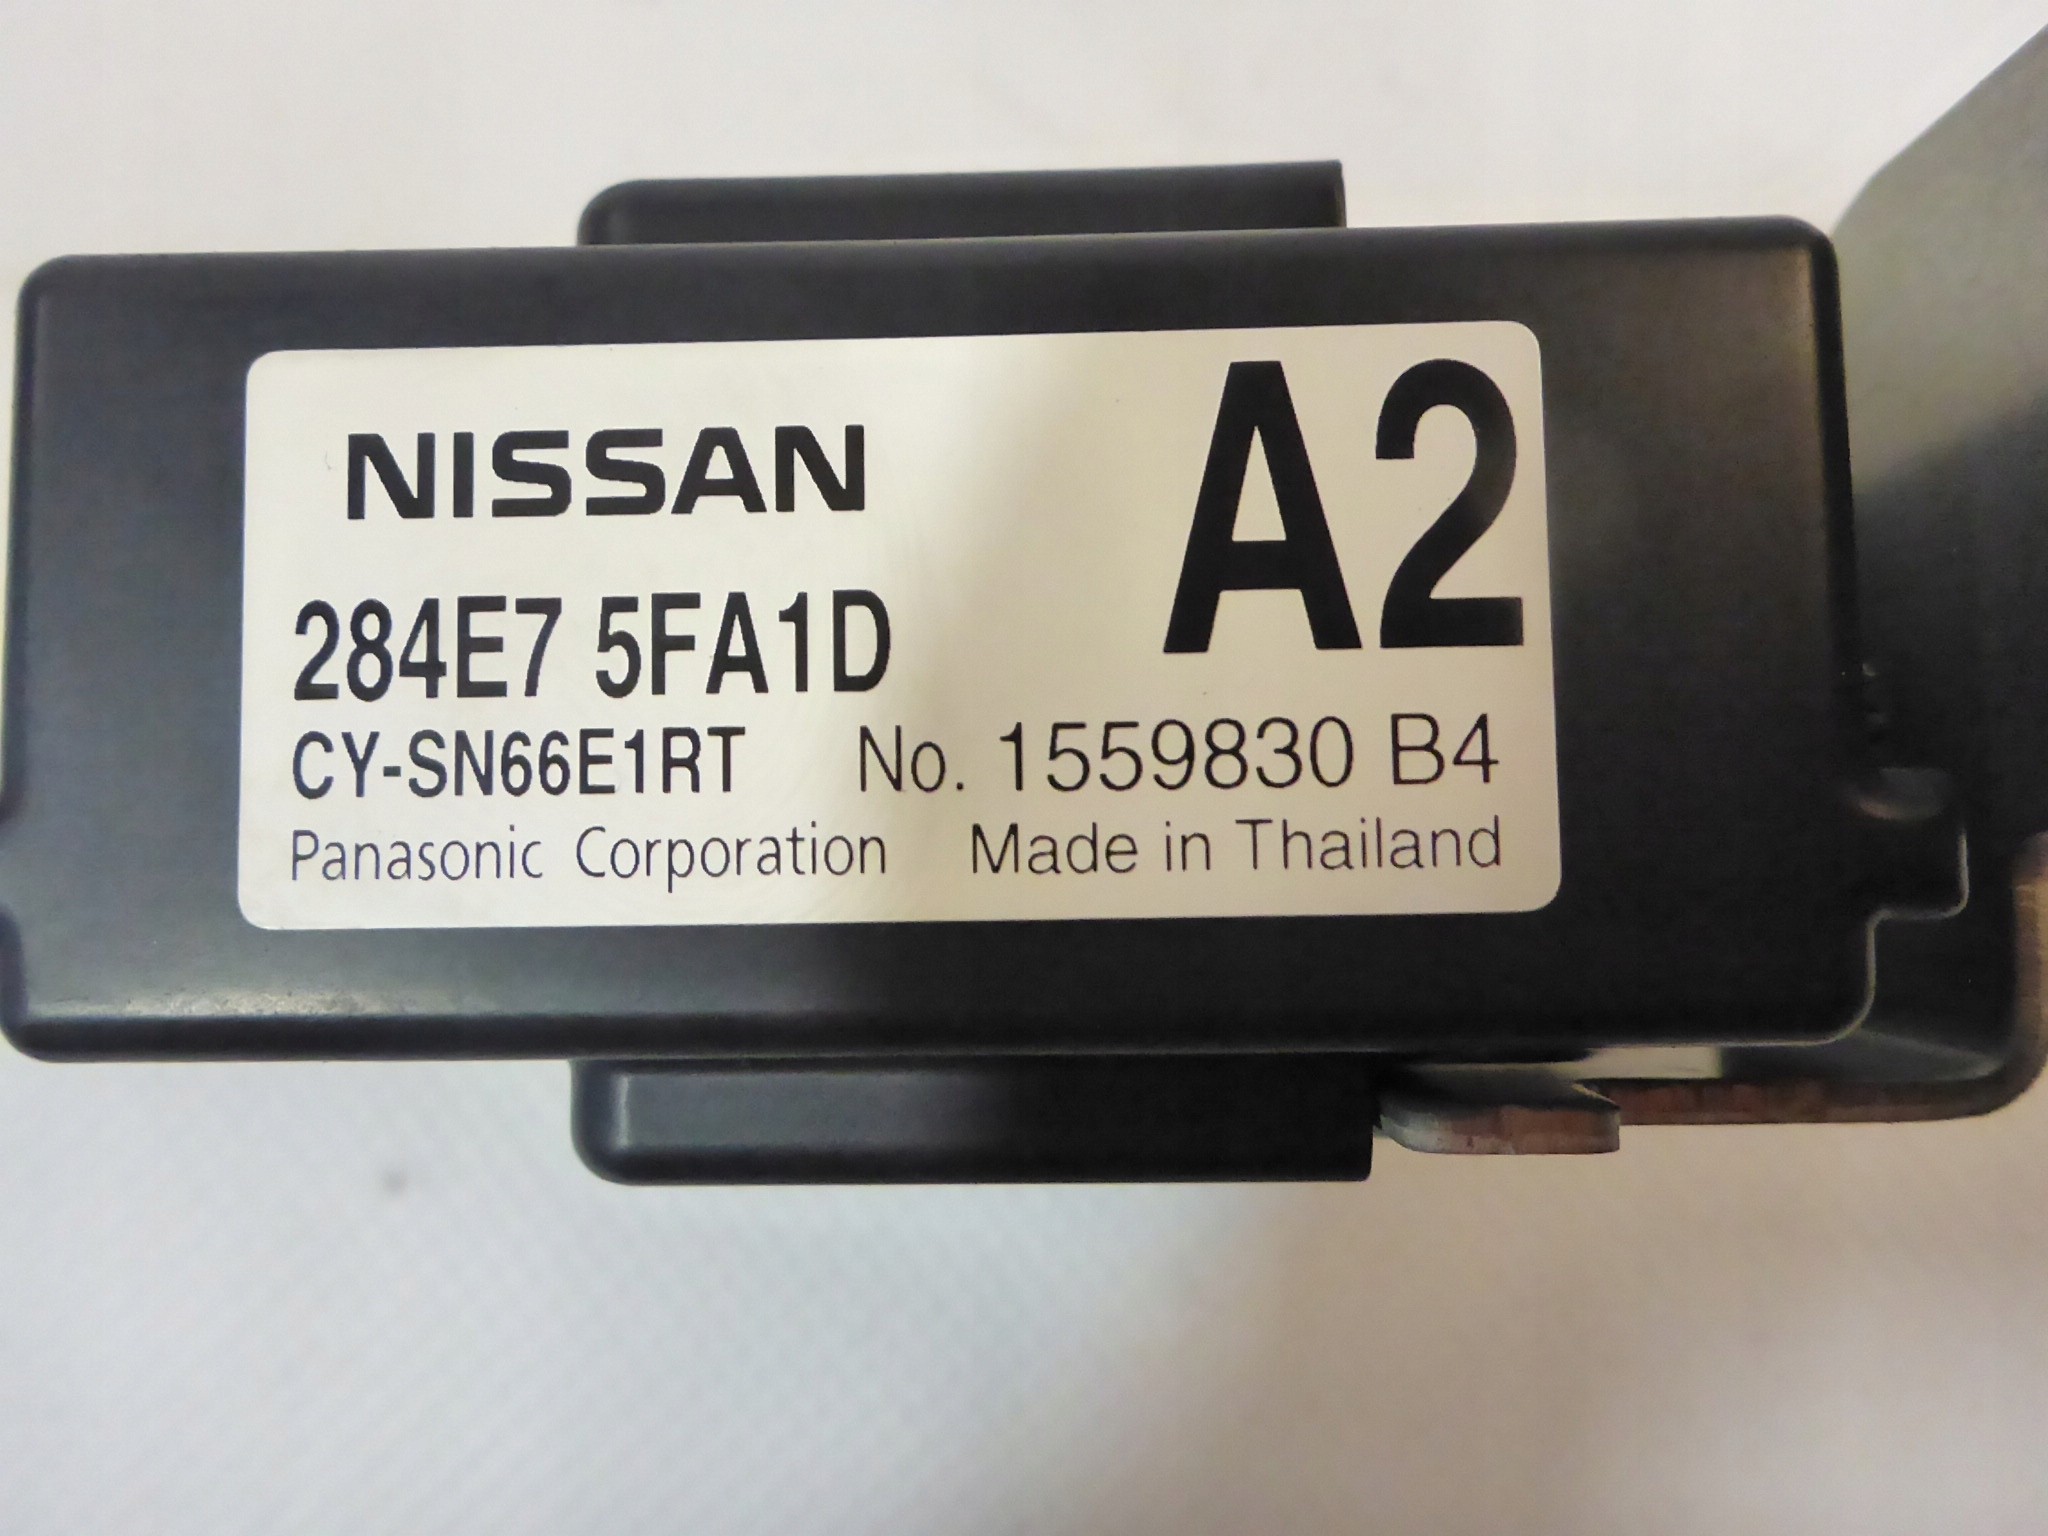 NISSAN A2
284E7 5FA1D
CY-SN66E1RT No. 1559830 B4
Panasonic Corporation Made in Thailand